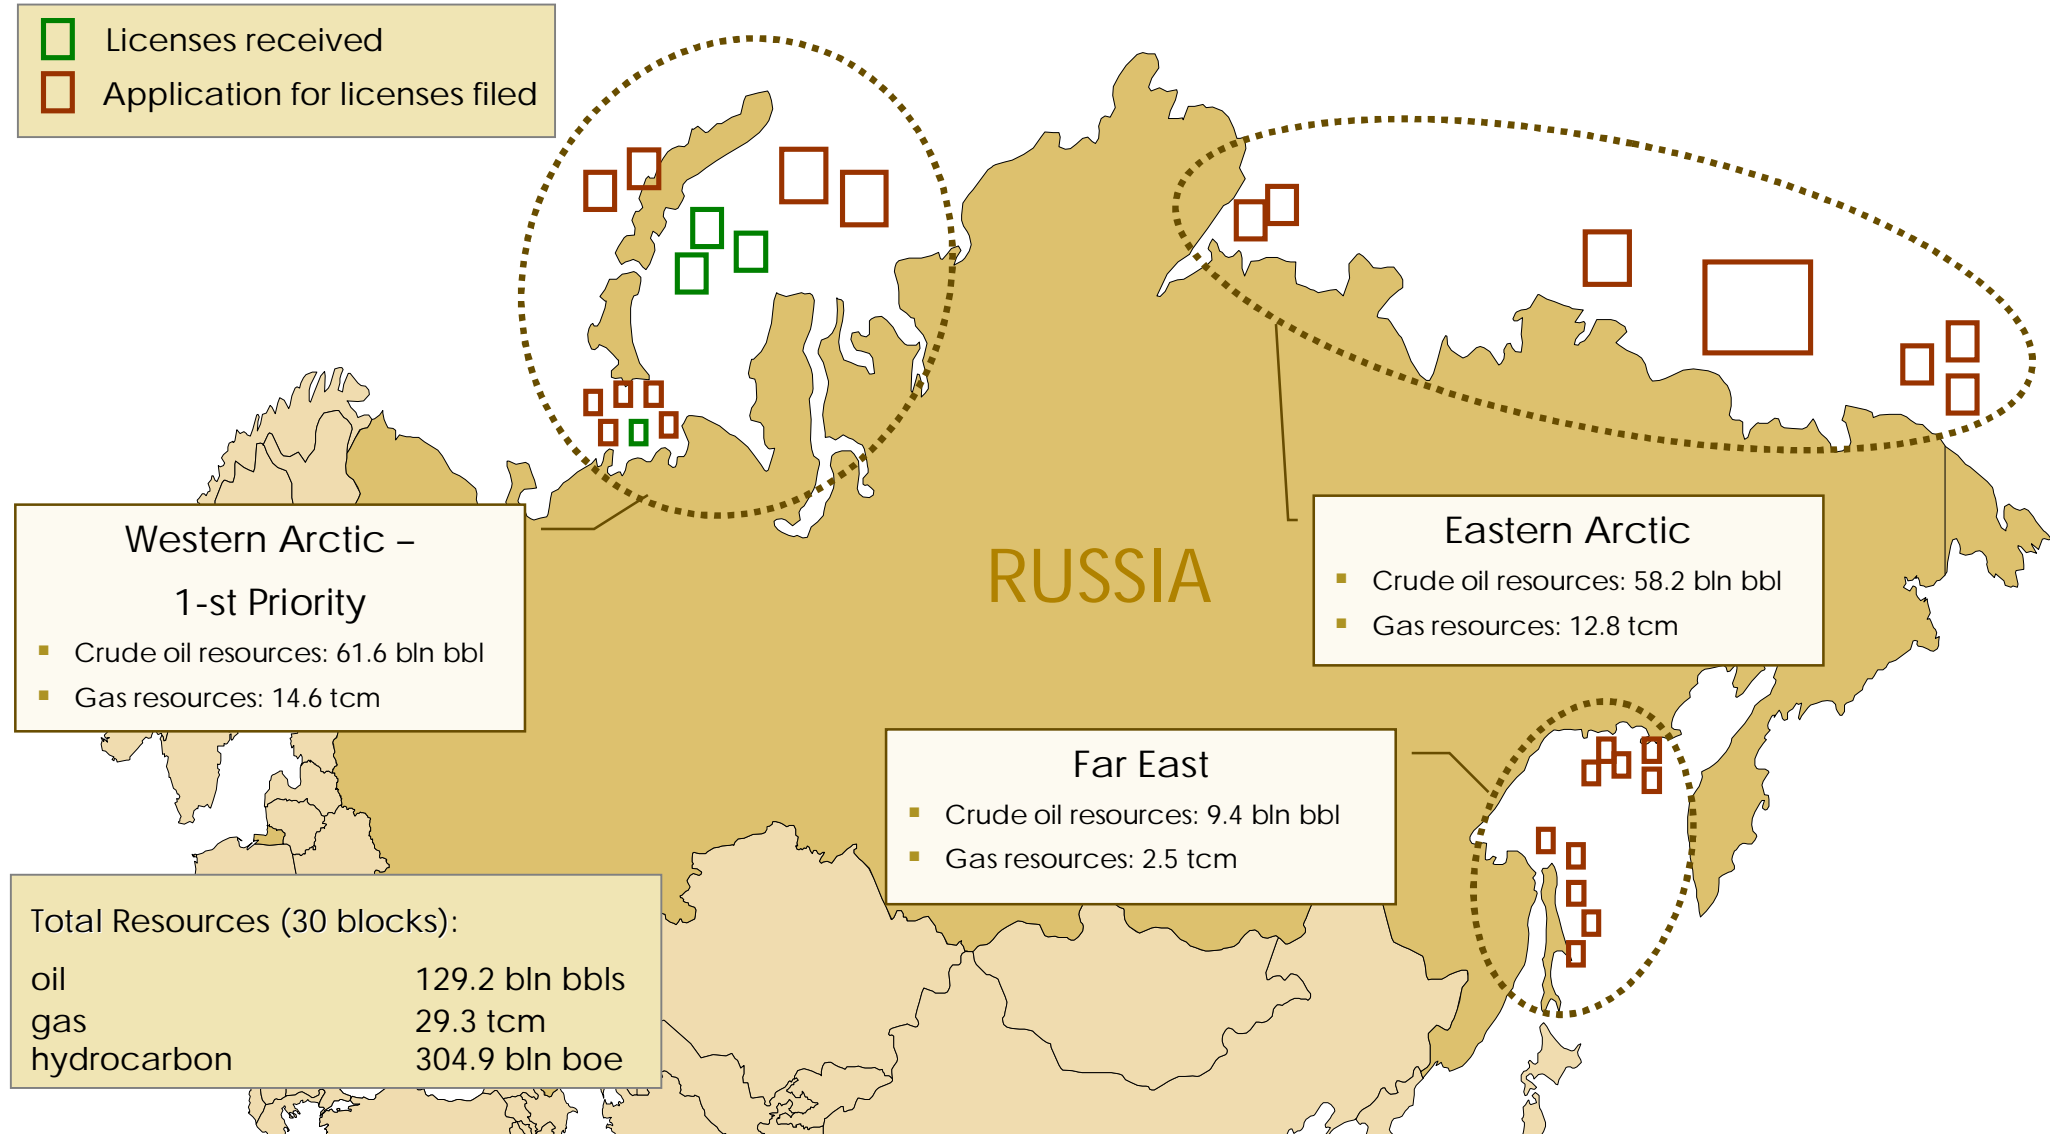 Licenses received
Application for licenses filed
Western Arctic –
1-st Priority
▪ Crude oil resources: 61.6 bln bbl
▪ Gas resources: 14.6 tcm
RUSSIA
Eastern Arctic
▪ Crude oil resources: 58.2 bln bbl
▪ Gas resources: 12.8 tcm
Far East
▪ Crude oil resources: 9.4 bln bbl
▪ Gas resources: 2.5 tcm
Total Resources (30 blocks):
oil 129.2 bln bbls
gas 29.3 tcm
hydrocarbon 304.9 bln boe